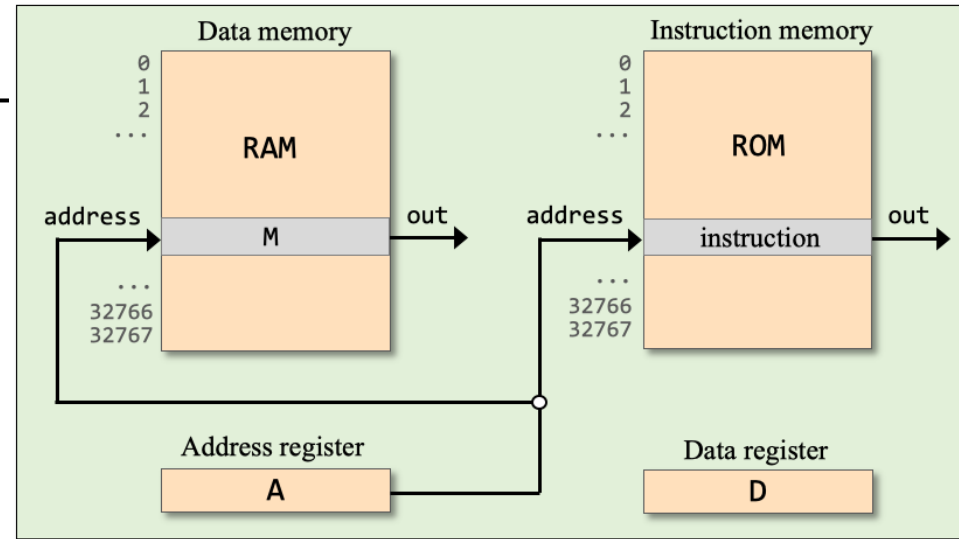 Data memory
0
1
2
...
RAM
address
M
out
...
32766
32767
Instruction memory
0
1
2
...
ROM
address
instruction
out
...
32766
32767
Address register
A
Data register
D